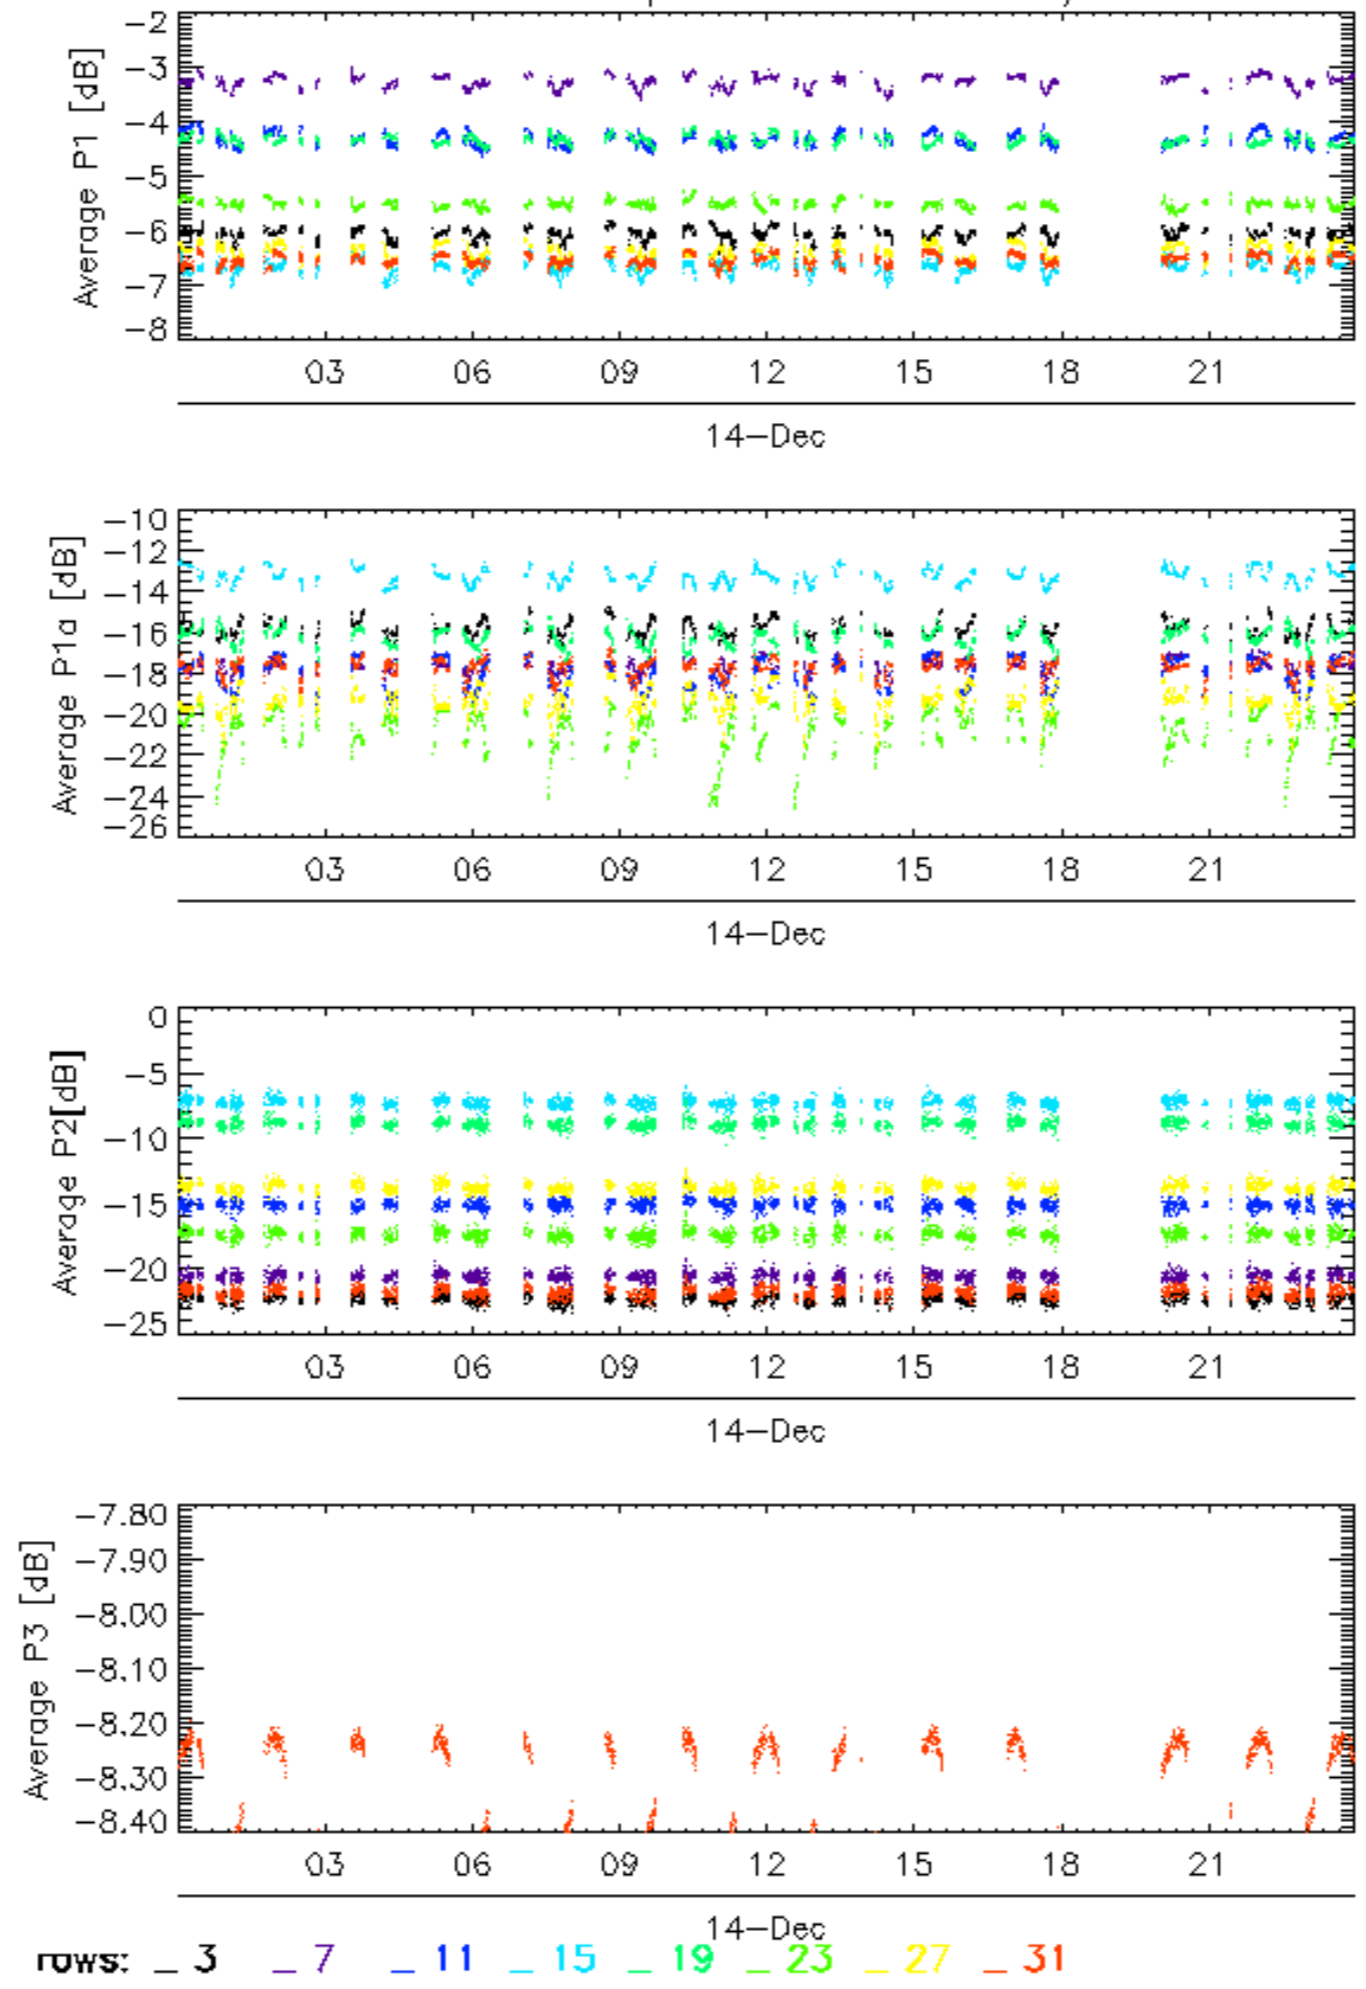 -2
-3
-4
-5
-6
-7
-8
Average P1 [dB]
03 06 09 12 15 18 21
14-Dec
-10
-12
-14
-16
-18
-20
-22
-24
-26
Average P1a [dB]
03 06 09 12 15 18 21
14-Dec
0
-5
-10
-15
-20
-25
Average P2[dB]
03 06 09 12 15 18 21
14-Dec
-7.80
-7.90
-8.00
-8.10
-8.20
-8.30
-8.40
Average P3 [dB]
03 06 09 12 15 18 21
14-Dec
rows: _ 3 _ 7 _ 11 _ 15 _ 19 _ 23 _ 27 _ 31